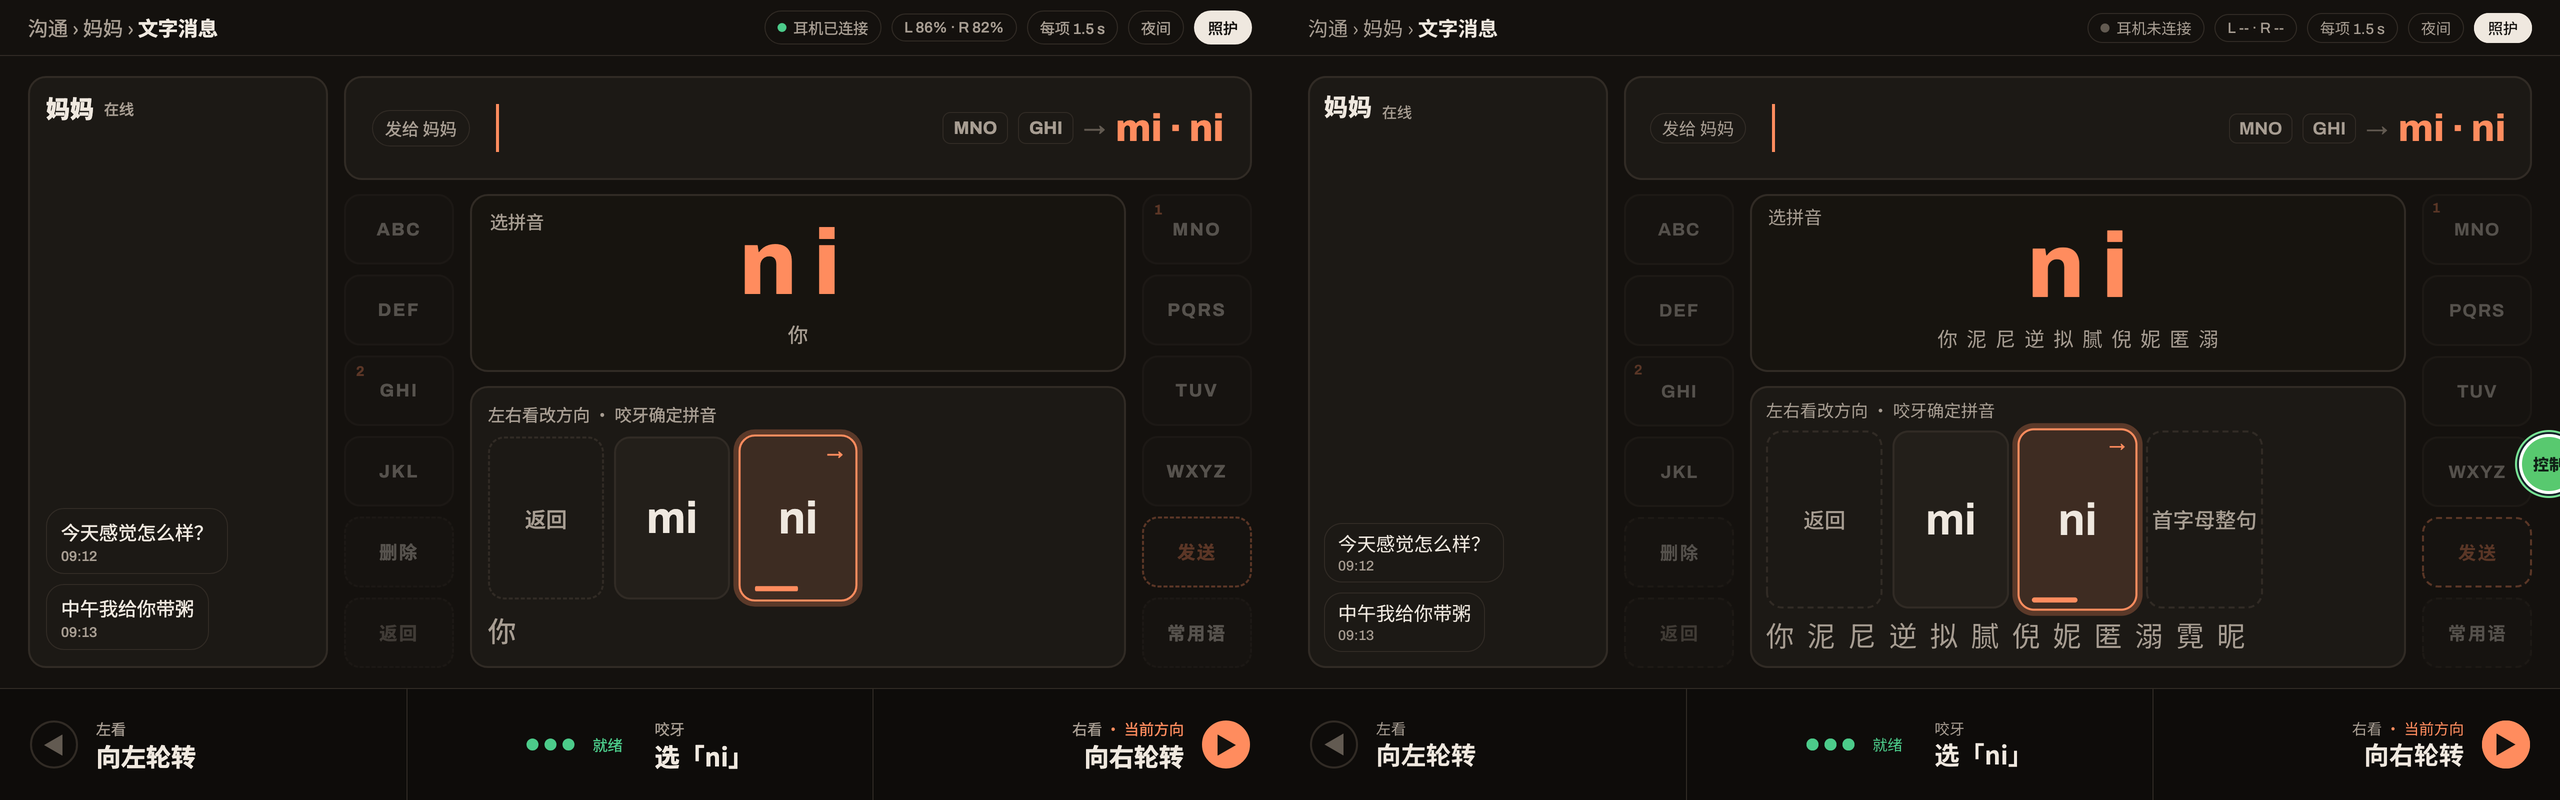 沟通 › 妈妈 › 文字消息
耳机已连接
L 86% · R 82%
每项 1.5 s
夜间
照护
妈妈 在线
今天感觉怎么样?
09:12
中午我给你带粥
09:13
发给 妈妈
MNO GHI → mi · ni
ABC
DEF
2
GHI
JKL
删除
返回
选拼音
ni
你
左右看改方向 · 咬牙确定拼音
返回
mi
→
ni
你
1
MNO
PQRS
TUV
WXYZ
发送
常用语
左看
向左轮转
就绪
咬牙
选「ni」
右看 · 当前方向
向右轮转
沟通 › 妈妈 › 文字消息
耳机未连接
L -- · R --
每项 1.5 s
夜间
照护
妈妈 在线
今天感觉怎么样?
09:12
中午我给你带粥
09:13
发给 妈妈
MNO GHI → mi · ni
ABC
DEF
2
GHI
JKL
删除
返回
选拼音
ni
你 泥 尼 逆 拟 腻 倪 妮 匿 溺
左右看改方向 · 咬牙确定拼音
返回
mi
→
ni
首字母整句
你 泥 尼 逆 拟 腻 倪 妮 匿 溺 霓 昵
1
MNO
PQRS
TUV
WXYZ
控制
发送
常用语
左看
向左轮转
就绪
咬牙
选「ni」
右看 · 当前方向
向右轮转